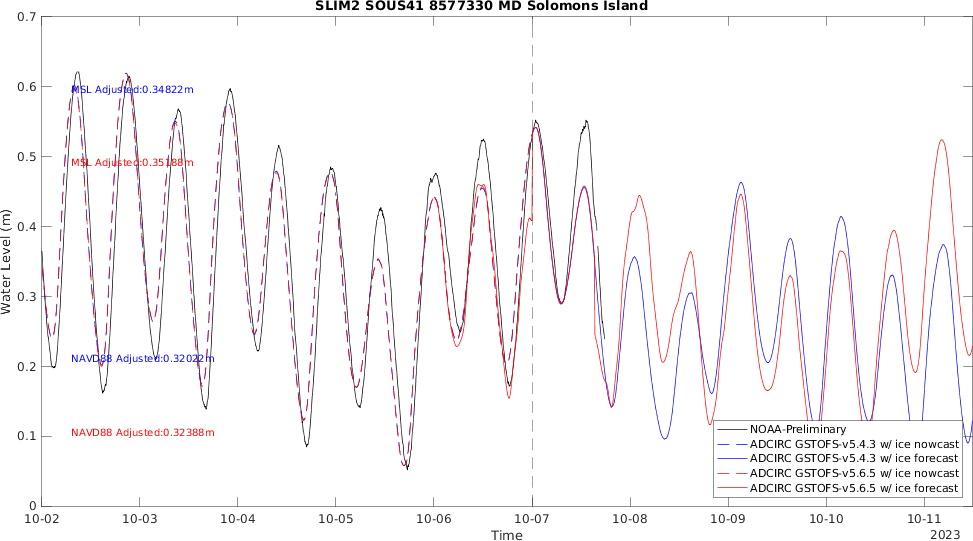 SLIM2 SOUS41 8577330 MD Solomons Island
0.7
0.6
0.5
0.4
0.3
0.2
0.1
0
Water Level (m)
MSL Adjusted:0.34822m
MSL Adjusted:0.35188m
NAVD88 Adjusted:0.32022m
NAVD88 Adjusted:0.32388m
NOAA-Preliminary
ADCIRC GSTOFS-v5.4.3 w/ ice nowcast
ADCIRC GSTOFS-v5.4.3 w/ ice forecast
ADCIRC GSTOFS-v5.6.5 w/ ice nowcast
ADCIRC GSTOFS-v5.6.5 w/ ice forecast
10-02 10-03 10-04 10-05 10-06 10-07 10-08 10-09 10-10 10-11
Time
2023